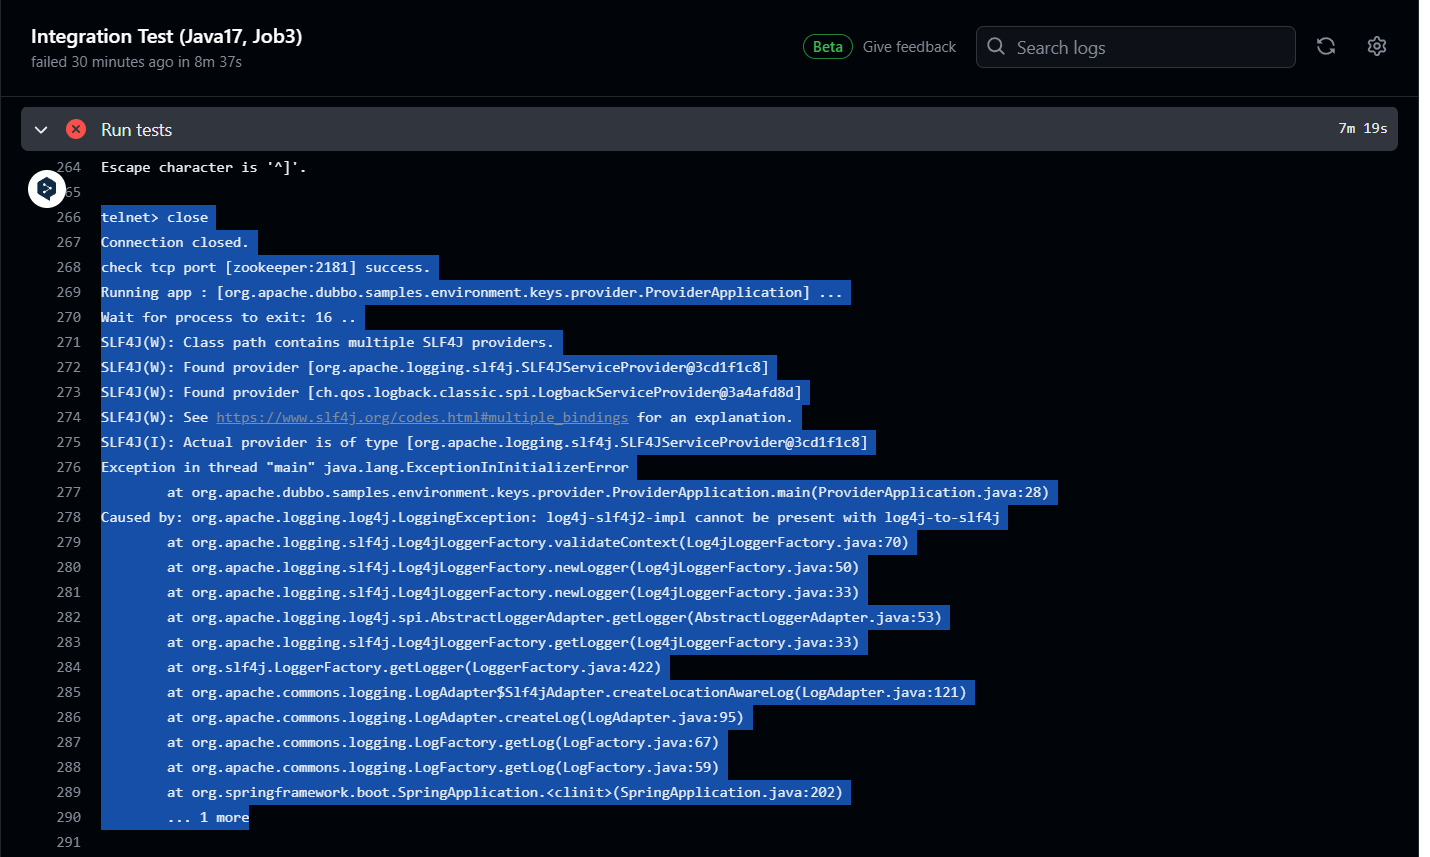 Integration Test (Java17, Job3)
failed 30 minutes ago in 8m 37s
Beta Give feedback Search logs
Run tests 7m 19s
264 Escape character is '^]'.
65
266 telnet> close
267 Connection closed.
268 check tcp port [zookeeper:2181] success.
269 Running app : [org.apache.dubbo.samples.environment.keys.provider.ProviderApplication] ...
270 Wait for process to exit: 16 ..
271 SLF4J(W): Class path contains multiple SLF4J providers.
272 SLF4J(W): Found provider [org.apache.logging.slf4j.SLF4JServiceProvider@3cd1f1c8]
273 SLF4J(W): Found provider [ch.qos.logback.classic.spi.LogbackServiceProvider@3a4afd8d]
274 SLF4J(W): See https://www.slf4j.org/codes.html#multiple_bindings for an explanation.
275 SLF4J(I): Actual provider is of type [org.apache.logging.slf4j.SLF4JServiceProvider@3cd1f1c8]
276 Exception in thread "main" java.lang.ExceptionInInitializerError
277 at org.apache.dubbo.samples.environment.keys.provider.ProviderApplication.main(ProviderApplication.java:28)
278 Caused by: org.apache.logging.log4j.LoggingException: log4j-slf4j2-impl cannot be present with log4j-to-slf4j
279 at org.apache.logging.slf4j.Log4jLoggerFactory.validateContext(Log4jLoggerFactory.java:70)
280 at org.apache.logging.slf4j.Log4jLoggerFactory.newLogger(Log4jLoggerFactory.java:50)
281 at org.apache.logging.slf4j.Log4jLoggerFactory.newLogger(Log4jLoggerFactory.java:33)
282 at org.apache.logging.log4j.spi.AbstractLoggerAdapter.getLogger(AbstractLoggerAdapter.java:53)
283 at org.apache.logging.slf4j.Log4jLoggerFactory.getLogger(Log4jLoggerFactory.java:33)
284 at org.slf4j.LoggerFactory.getLogger(LoggerFactory.java:422)
285 at org.apache.commons.logging.LogAdapter$Slf4jAdapter.createLocationAwareLog(LogAdapter.java:121)
286 at org.apache.commons.logging.LogAdapter.createLog(LogAdapter.java:95)
287 at org.apache.commons.logging.LogFactory.getLog(LogFactory.java:67)
288 at org.apache.commons.logging.LogFactory.getLog(LogFactory.java:59)
289 at org.springframework.boot.SpringApplication.<clinit>(SpringApplication.java:202)
290 ... 1 more
291